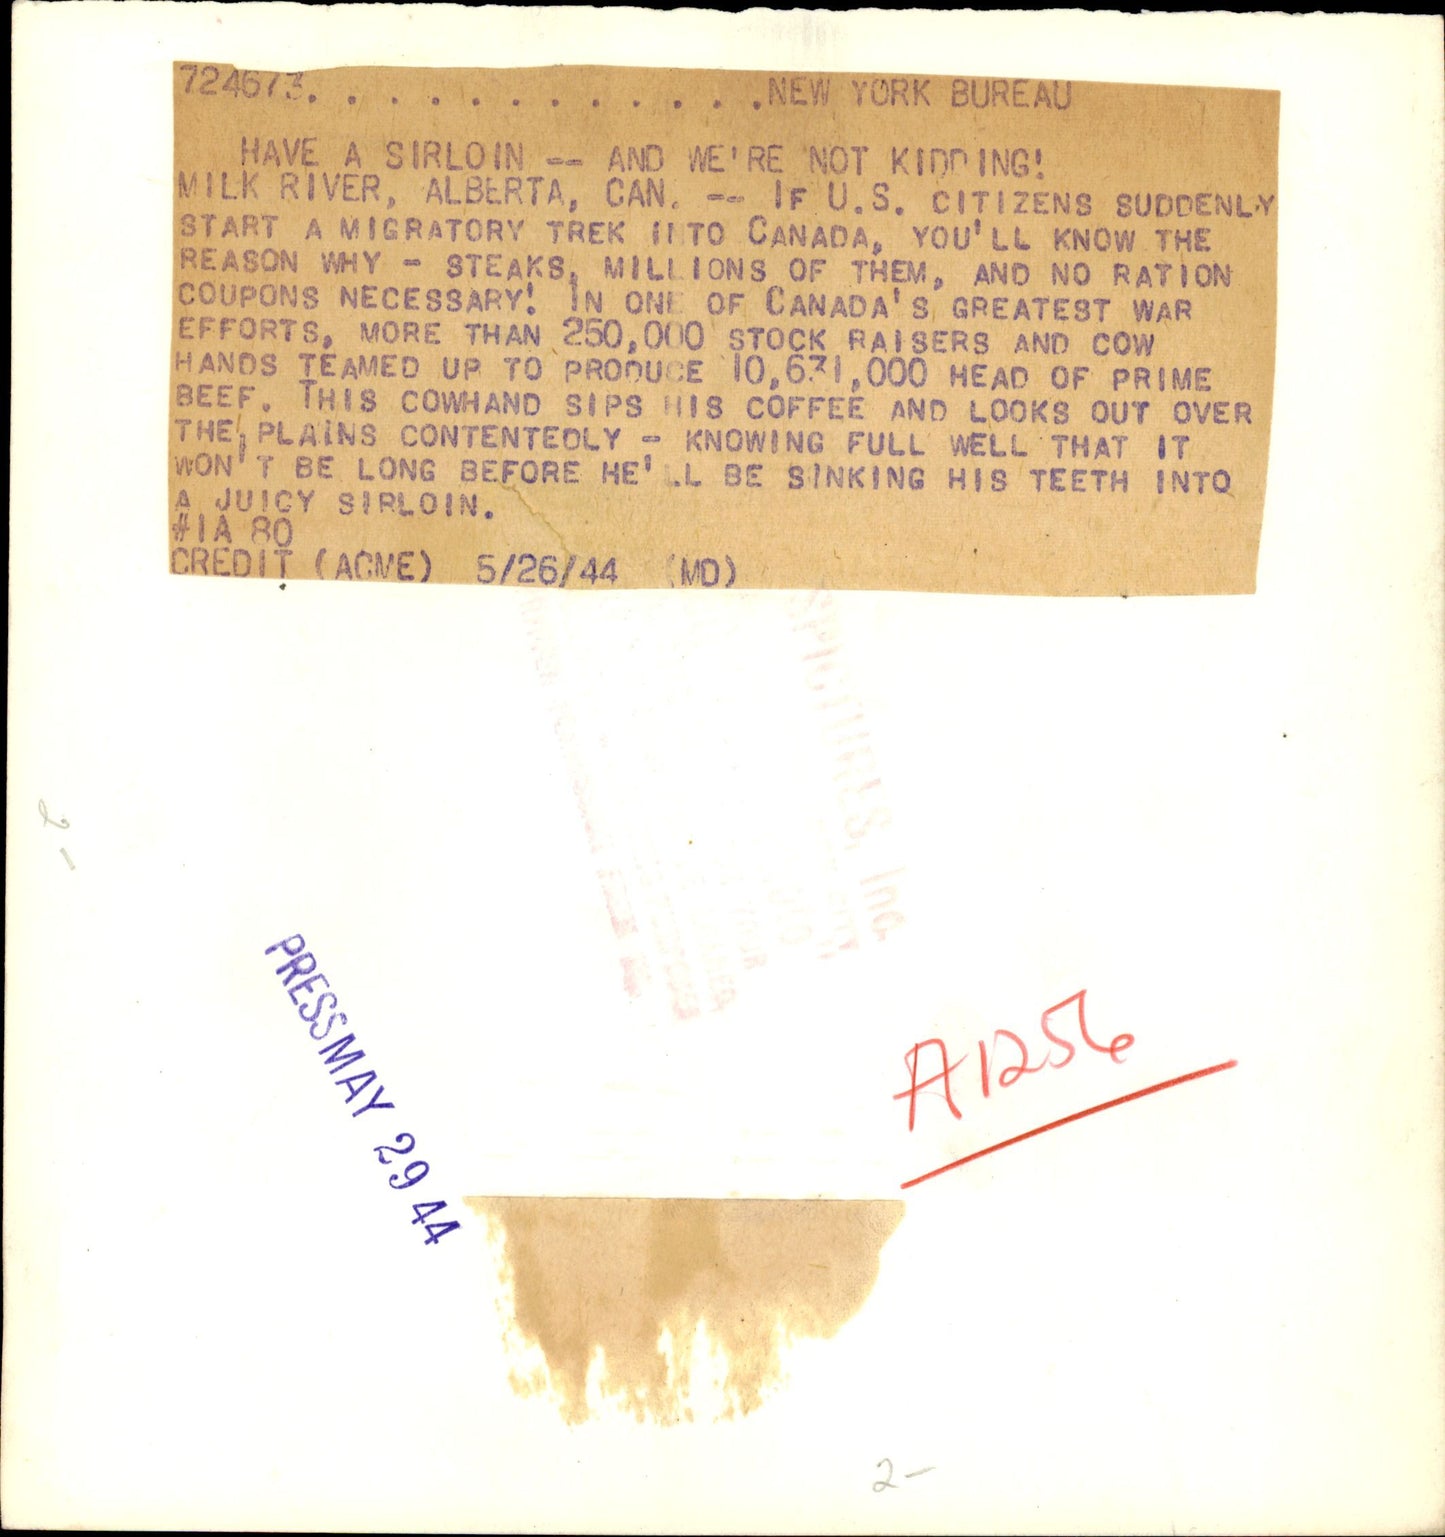 724673. . . . . . . . . . . . . .NEW YORK BUREAU
HAVE A SIRLOIN -- AND WE'RE NOT KIDDING!
MILK RIVER, ALBERTA, CAN. -- IF U.S. CITIZENS SUDDENLY
START A MIGRATORY TREK INTO CANADA, YOU'LL KNOW THE
REASON WHY - STEAKS, MILLIONS OF THEM, AND NO RATION
COUPONS NECESSARY! IN ONE OF CANADA'S GREATEST WAR
EFFORTS, MORE THAN 250,000 STOCK RAISERS AND COW
HANDS TEAMED UP TO PRODUCE 10,631,000 HEAD OF PRIME
BEEF. THIS COWHAND SIPS HIS COFFEE AND LOOKS OUT OVER
THE PLAINS CONTENTEDLY - KNOWING FULL WELL THAT IT
WON'T BE LONG BEFORE HE'LL BE SINKING HIS TEETH INTO
A JUICY SIRLOIN.
#1A 80
CREDIT (ACME) 5/26/44 (MD)
PICTURES, Inc.
2-
PRESS MAY 29 44
A1256
2-